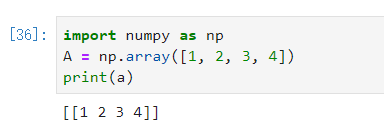 [36]: import numpy as np
A = np.array([1, 2, 3, 4])
print(a)
[[1 2 3 4]]